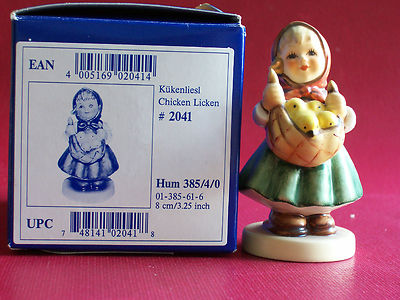 EAN
4 005169 020414
Kükenliesl
Chicken Licken
# 2041
Hum 385/4/0
01-385-61-6
8 cm/3.25 inch
UPC
7 48141 02041 8